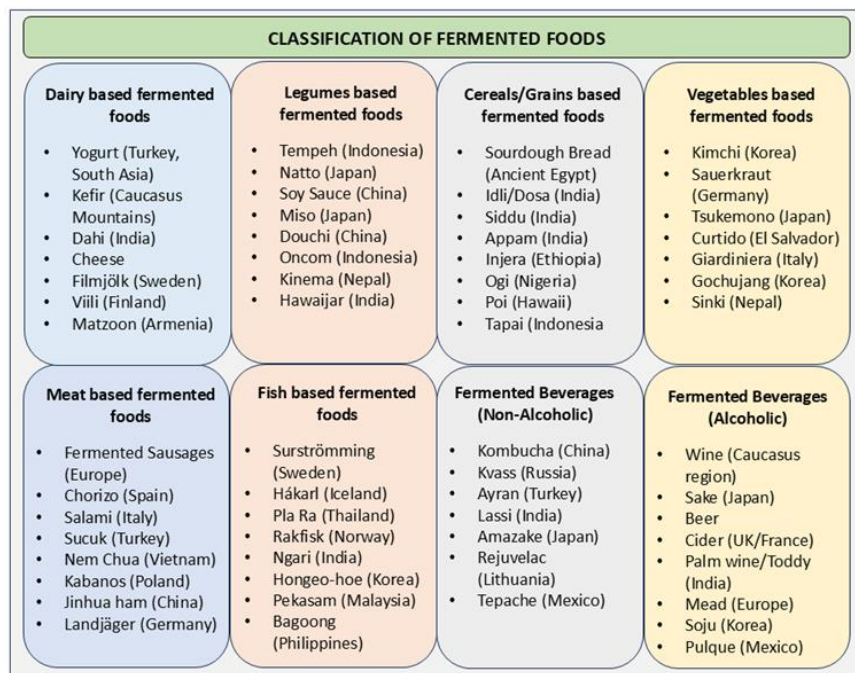 CLASSIFICATION OF FERMENTED FOODS
Dairy based fermented
foods
• Yogurt (Turkey,
South Asia)
• Kefir (Caucasus
Mountains)
• Dahi (India)
• Cheese
• Filmjölk (Sweden)
• Viili (Finland)
• Matzoon (Armenia)
Legumes based
fermented foods
• Tempeh (Indonesia)
• Natto (Japan)
• Soy Sauce (China)
• Miso (Japan)
• Douchi (China)
• Oncom (Indonesia)
• Kinema (Nepal)
• Hawaijar (India)
Cereals/Grains based
fermented foods
• Sourdough Bread
(Ancient Egypt)
• Idli/Dosa (India)
• Siddu (India)
• Appam (India)
• Injera (Ethiopia)
• Ogi (Nigeria)
• Poi (Hawaii)
• Tapai (Indonesia
Vegetables based
fermented foods
• Kimchi (Korea)
• Sauerkraut
(Germany)
• Tsukemono (Japan)
• Curtido (El Salvador)
• Giardiniera (Italy)
• Gochujang (Korea)
• Sinki (Nepal)
Meat based fermented
foods
• Fermented Sausages
(Europe)
• Chorizo (Spain)
• Salami (Italy)
• Sucuk (Turkey)
• Nem Chua (Vietnam)
• Kabanos (Poland)
• Jinhua ham (China)
• Landjäger (Germany)
Fish based fermented
foods
• Surströmming
(Sweden)
• Hákarl (Iceland)
• Pla Ra (Thailand)
• Rakfisk (Norway)
• Ngari (India)
• Hongeo-hoe (Korea)
• Pekasam (Malaysia)
• Bagoong
(Philippines)
Fermented Beverages
(Non-Alcoholic)
• Kombucha (China)
• Kvass (Russia)
• Ayran (Turkey)
• Lassi (India)
• Amazake (Japan)
• Rejuvelac
(Lithuania)
• Tepache (Mexico)
Fermented Beverages
(Alcoholic)
• Wine (Caucasus
region)
• Sake (Japan)
• Beer
• Cider (UK/France)
• Palm wine/Toddy
(India)
• Mead (Europe)
• Soju (Korea)
• Pulque (Mexico)